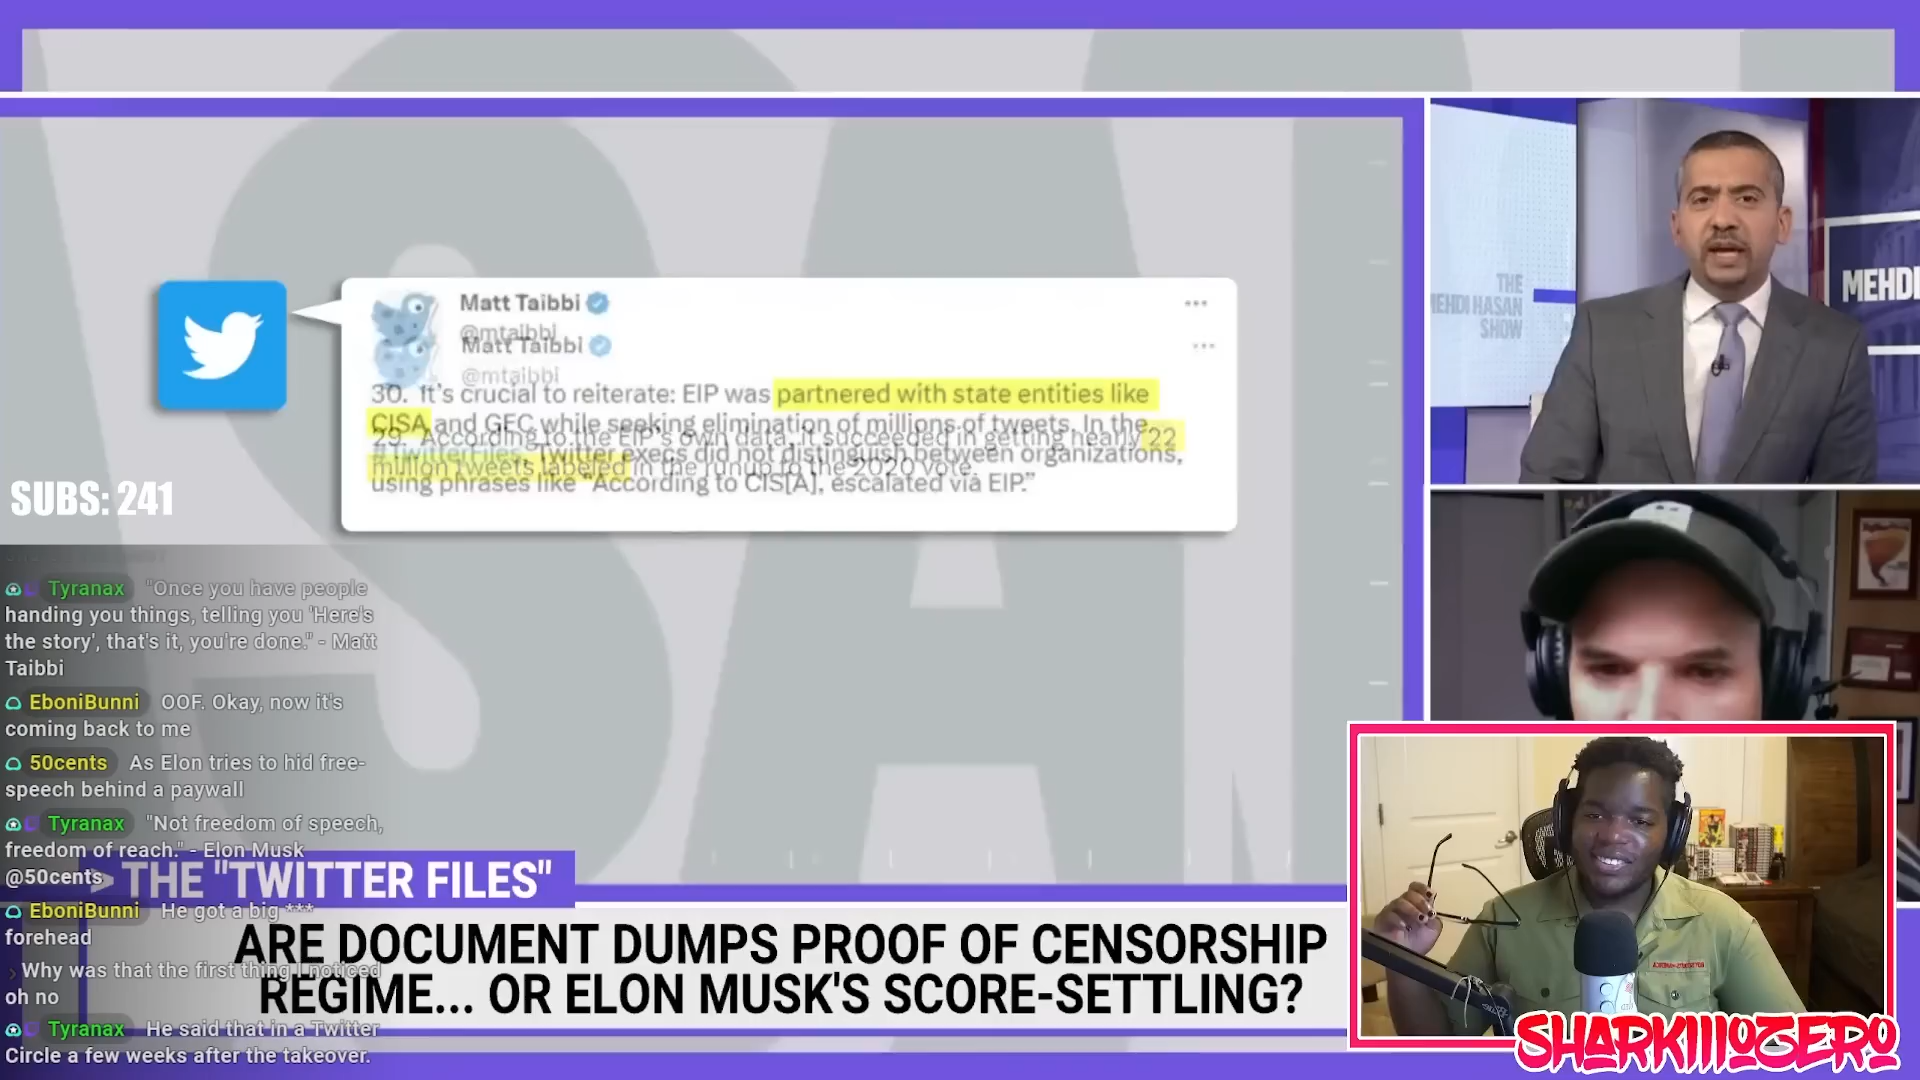 Matt Taibbi
@mtaibbi
Matt Taibbi
@mtaibbi
30. It's crucial to reiterate: EIP was partnered with state entities like
CISA and GEC while seeking elimination of millions of tweets. In the
29. According to the EIP's own data, it succeeded in getting nearly 22
#TwitterFiles, Twitter execs did not distinguish between organizations,
million tweets labeled in the runup to the 2020 vote.
using phrases like "According to CIS[A], escalated via EIP."
THE
MEHDI HASAN
SHOW
MEHDI
SUBS: 241
Tyranax "Once you have people
handing you things, telling you 'Here's
the story', that's it, you're done." - Matt
Taibbi
EboniBunni OOF. Okay, now it's
coming back to me
50cents As Elon tries to hid free-
speech behind a paywall
Tyranax "Not freedom of speech,
freedom of reach." - Elon Musk
@50cents
EboniBunni He got a big ***
forehead
Why was that the first thing I noticed
oh no
Tyranax He said that in a Twitter
Circle a few weeks after the takeover.
>THE "TWITTER FILES"
ARE DOCUMENT DUMPS PROOF OF CENSORSHIP
REGIME... OR ELON MUSK'S SCORE-SETTLING?
SHARKIIIOZERO